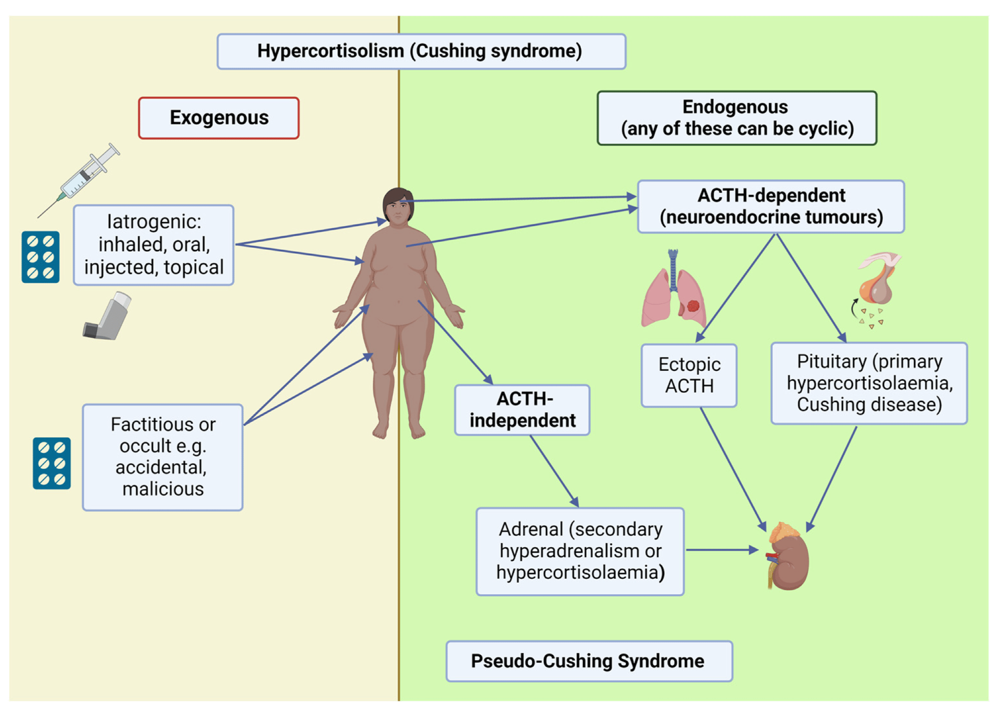 Hypercortisolism (Cushing syndrome)
Exogenous
Endogenous
(any of these can be cyclic)
Iatrogenic:
inhaled, oral,
injected, topical
ACTH-dependent
(neuroendocrine tumours)
Factitious or
occult e.g.
accidental,
malicious
ACTH-
independent
Ectopic
ACTH
Pituitary (primary
hypercortisolaemia,
Cushing disease)
Adrenal (secondary
hyperadrenalism or
hypercortisolaemia)
Pseudo-Cushing Syndrome